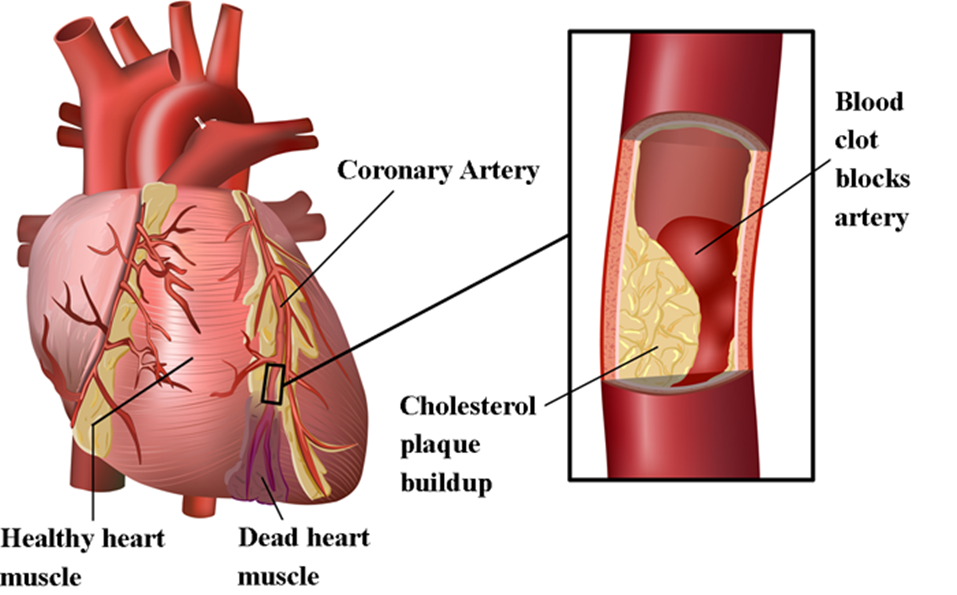 Blood
clot
blocks
artery
Coronary Artery
Cholesterol
plaque
buildup
Healthy heart
muscle
Dead heart
muscle